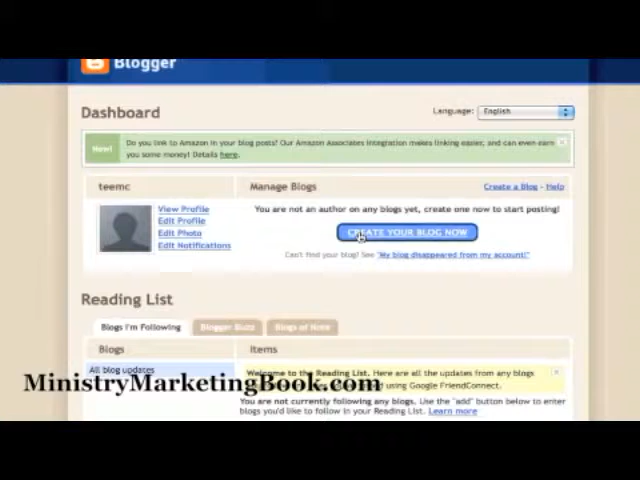 Blogger
Dashboard
Language: English
New! Do you link to Amazon in your blog posts? Our Amazon Associates integration makes linking easier, and can even earn
you some money! Details here.
teemc
Manage Blogs
Create a Blog - Help
View Profile
Edit Profile
Edit Photo
Edit Notifications
You are not an author on any blogs yet, create one now to start posting!
CREATE YOUR BLOG NOW
Can't find your blog? See "My blog disappeared from my account!"
Reading List
Blogs I'm Following
Blogger Buzz
Blogs of Note
Blogs
Items
All blog updates
Welcome to the Reading List. Here are all the updates from any blogs
using Google FriendConnect.
You are not currently following any blogs. Use the "add" button below to enter
blogs you'd like to follow in your Reading List. Learn more
MinistryMarketingBook.com